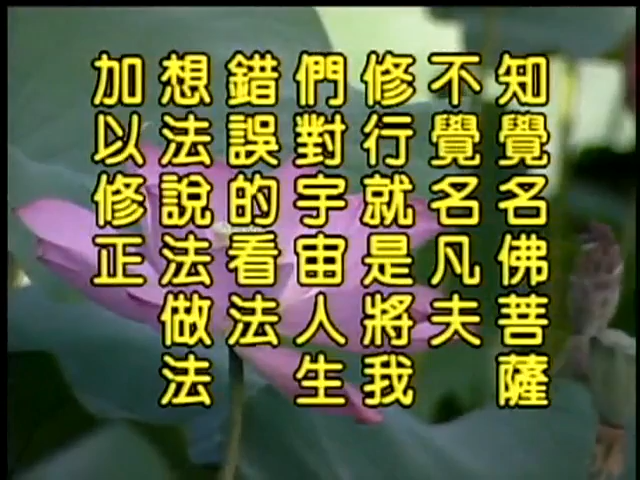 知覺名佛菩薩
不覺名凡夫
修行就是將我
們對宇宙人生
錯誤的看法
想法說法做法
加以修正